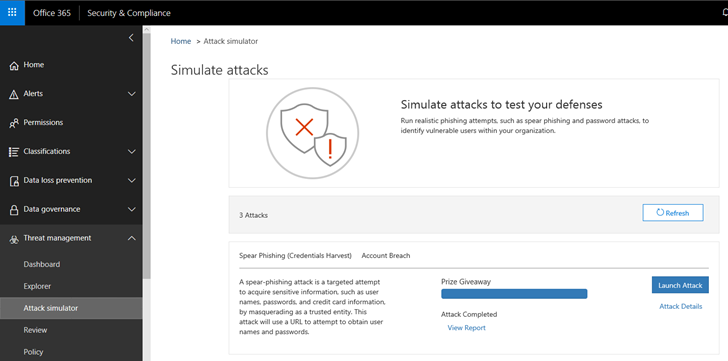 Office 365 Security & Compliance
Home > Attack simulator
Simulate attacks
Home
Alerts
Permissions
Classifications
Data loss prevention
Data governance
Threat management
Dashboard
Explorer
Attack simulator
Review
Policy
Simulate attacks to test your defenses
Run realistic phishing attempts, such as spear phishing and password attacks, to
identify vulnerable users within your organization.
3 Attacks
Refresh
Spear Phishing (Credentials Harvest) Account Breach
A spear-phishing attack is a targeted attempt
to acquire sensitive information, such as user
names, passwords, and credit card information,
by masquerading as a trusted entity. This
attack will use a URL to attempt to obtain user
names and passwords.
Prize Giveaway
Attack Completed
View Report
Launch Attack
Attack Details